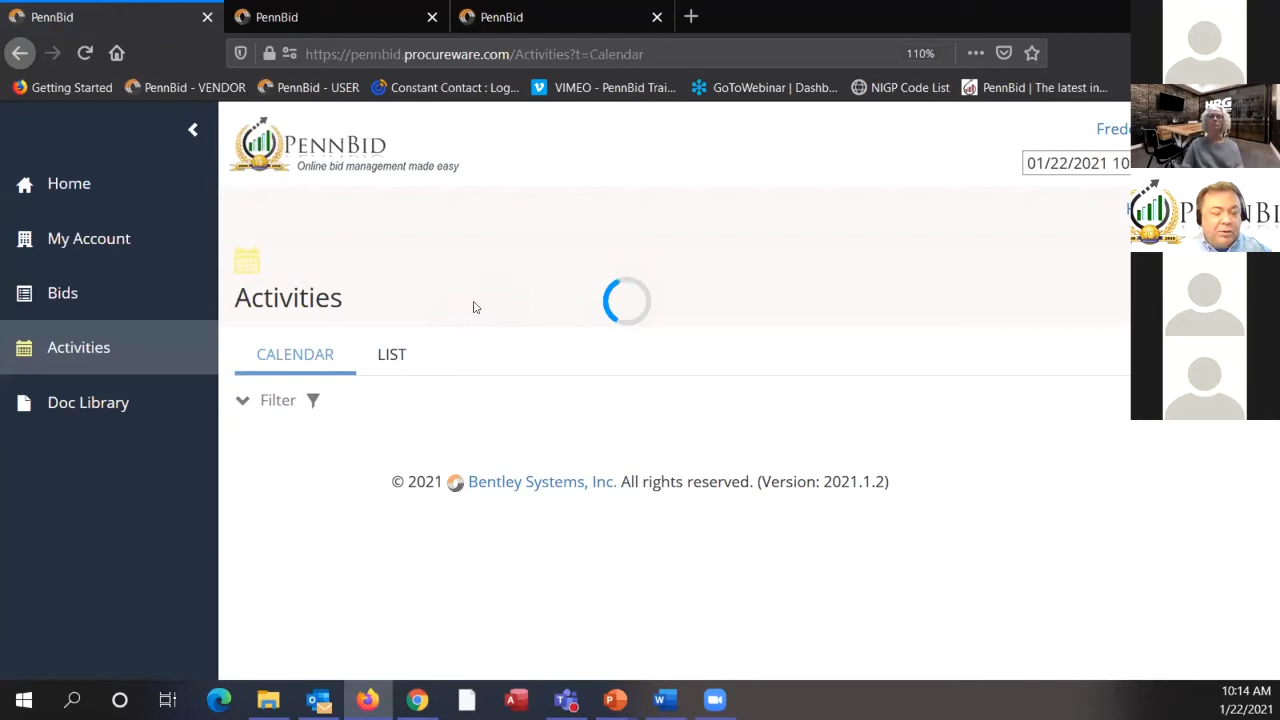 PennBid
PennBid
PennBid
https://pennbid.procureware.com/Activities?t=Calendar
110%
Getting Started
PennBid - VENDOR
PennBid - USER
Constant Contact : Log...
VIMEO - PennBid Trai...
GoToWebinar | Dashb...
NIGP Code List
PennBid | The latest in...
HRG
PENNBID
Online bid management made easy
Frede
01/22/2021 10
Home
My Account
Bids
Activities
Doc Library
Activities
CALENDAR
LIST
Filter
© 2021 Bentley Systems, Inc. All rights reserved. (Version: 2021.1.2)
10:14 AM
1/22/2021